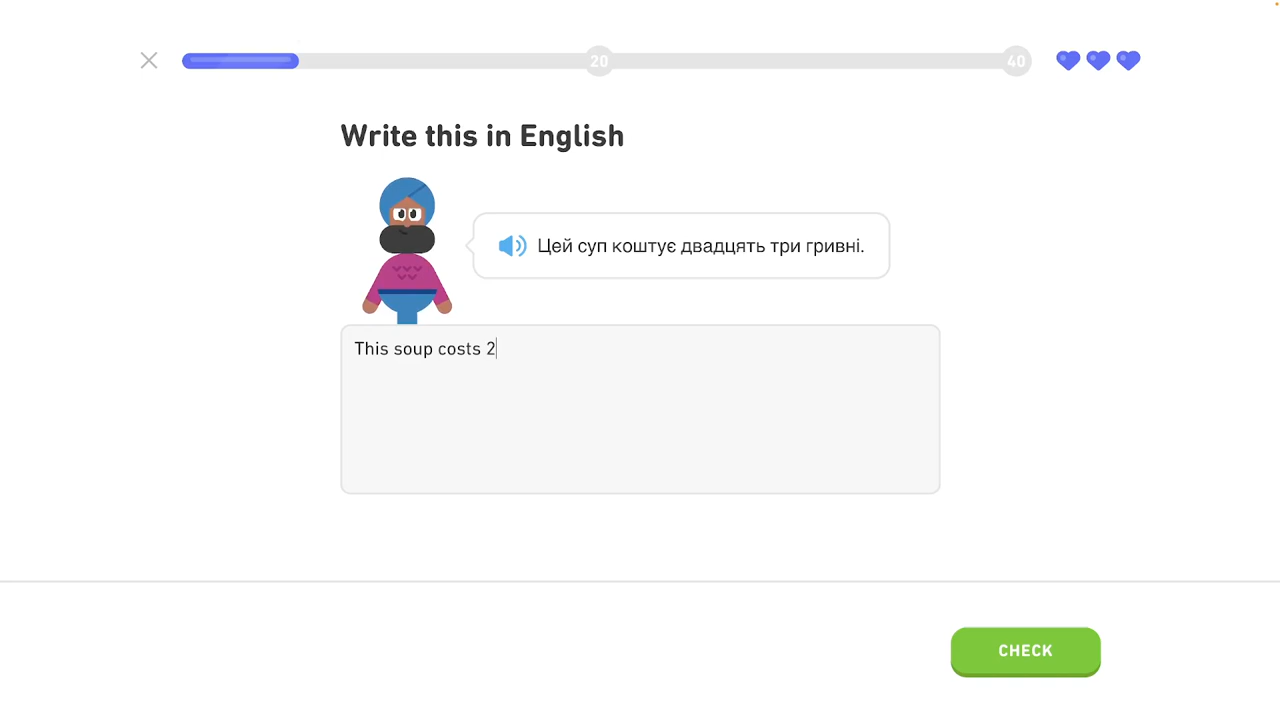 20
40
Write this in English
Цей суп коштує двадцять три гривні.
This soup costs 2
CHECK